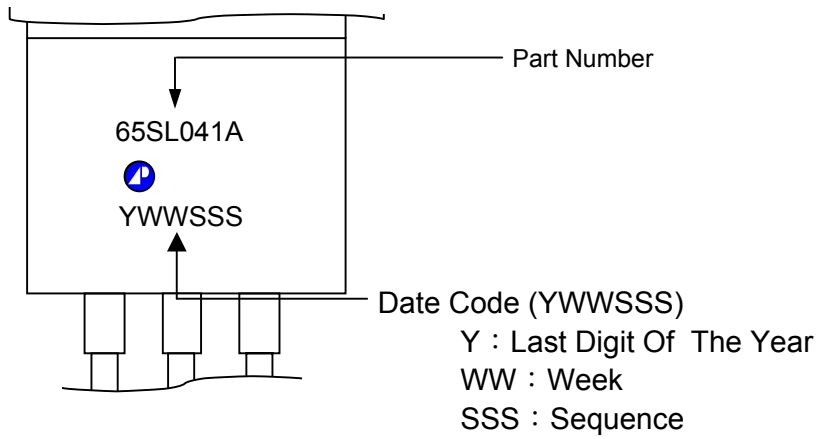 Part Number
65SL041A
YWWSSS
Date Code (YWWSSS)
Y：Last Digit Of The Year
WW：Week
SSS：Sequence